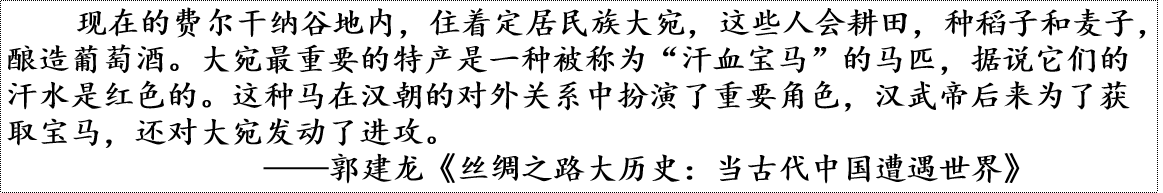 现在的费尔干纳谷地内，住着定居民族大宛，这些人会耕田，种稻子和麦子，
酿造葡萄酒。大宛最重要的特产是一种被称为“汗血宝马”的马匹，据说它们的
汗水是红色的。这种马在汉朝的对外关系中扮演了重要角色，汉武帝后来为了获
取宝马，还对大宛发动了进攻。
——郭建龙《丝绸之路大历史：当古代中国遭遇世界》